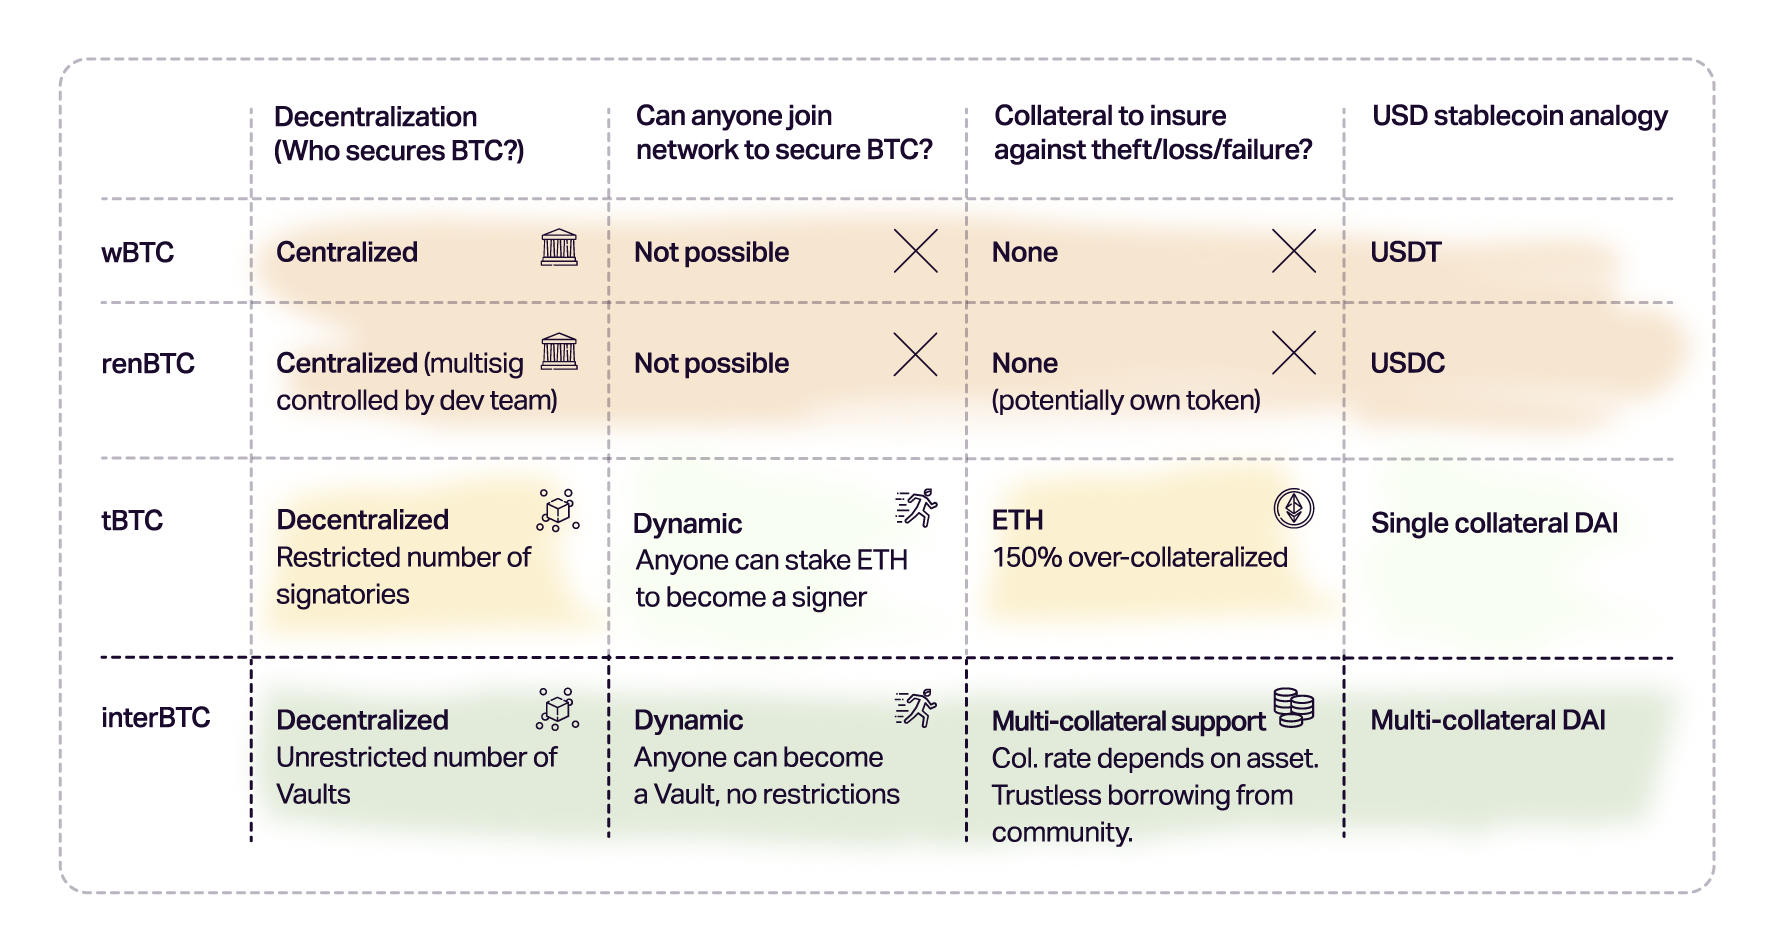 Decentralization
(Who secures BTC?)
Can anyone join
network to secure BTC?
Collateral to insure
against theft/loss/failure?
USD stablecoin analogy
wBTC
Centralized
Not possible
None
USDT
renBTC
Centralized (multisig
controlled by dev team)
Not possible
None
(potentially own token)
USDC
tBTC
Decentralized
Restricted number of
signatories
Dynamic
Anyone can stake ETH
to become a signer
ETH
150% over-collateralized
Single collateral DAI
interBTC
Decentralized
Unrestricted number of
Vaults
Dynamic
Anyone can become
a Vault, no restrictions
Multi-collateral support
Col. rate depends on asset.
Trustless borrowing from
community.
Multi-collateral DAI